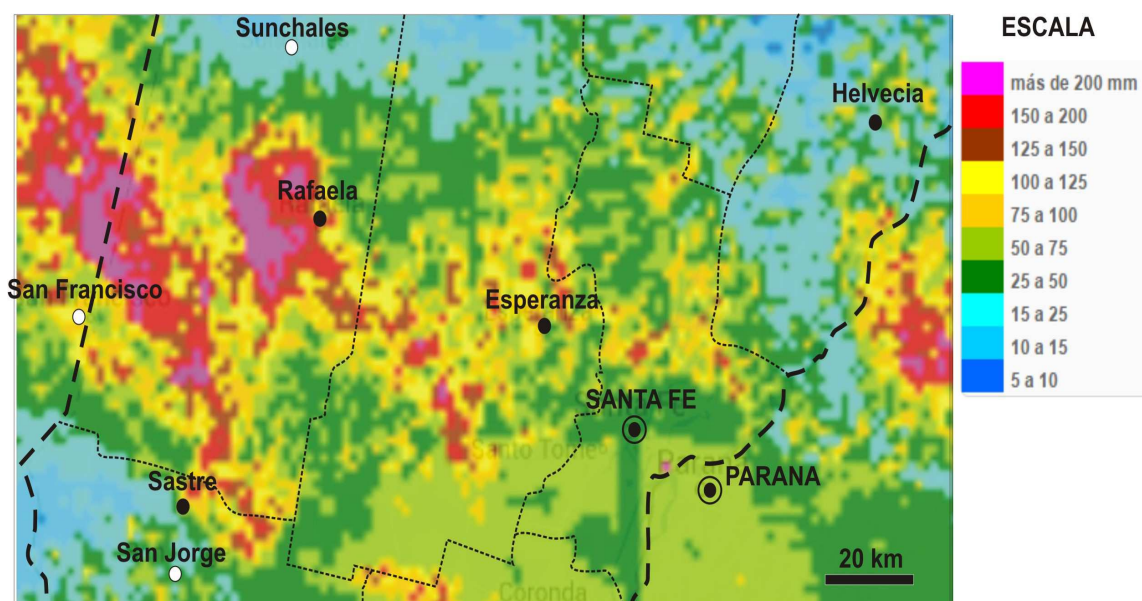 Sunchales
Helvecia
Rafaela
San Francisco
Esperanza
SANTA FE
Santo Tome
Parana
PARANA
Sastre
San Jorge
20 km
Coronda
ESCALA
más de 200 mm
150 a 200
125 a 150
100 a 125
75 a 100
50 a 75
25 a 50
15 a 25
10 a 15
5 a 10